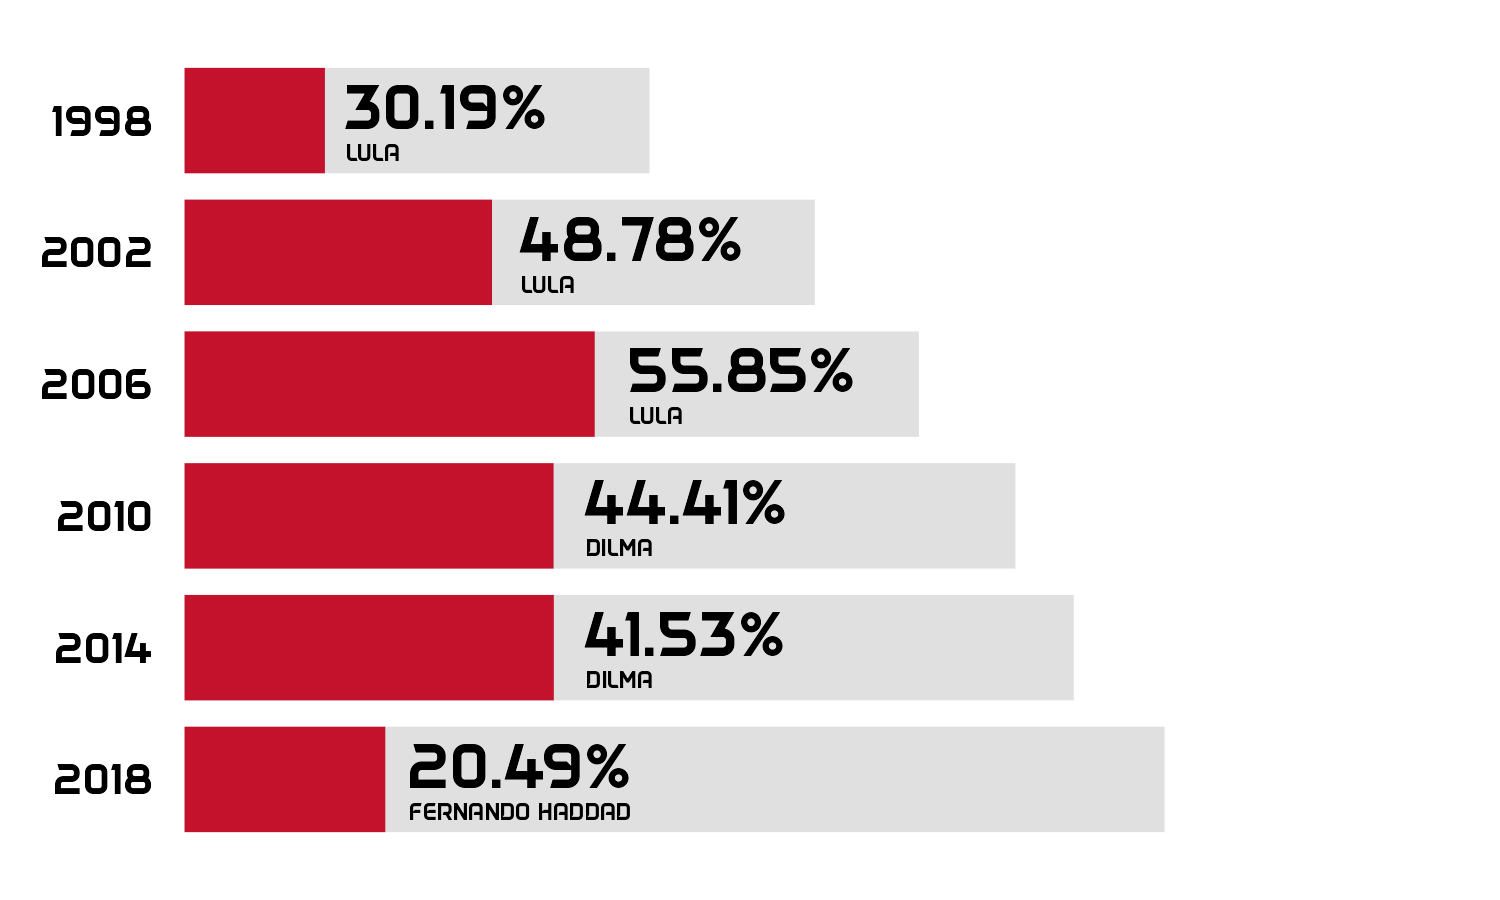 1998
30.19%
LULA
2002
48.78%
LULA
2006
55.85%
LULA
2010
44.41%
DILMA
2014
41.53%
DILMA
2018
20.49%
FERNANDO HADDAD